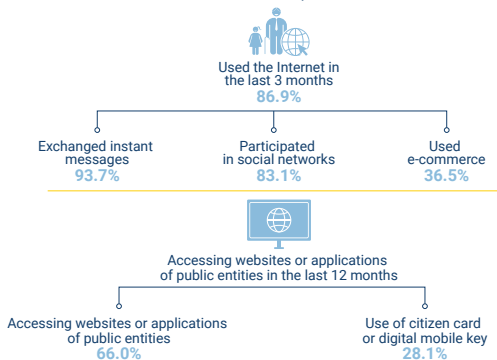 Used the Internet in
the last 3 months
86.9%
Exchanged instant
messages
93.7%
Participated
in social networks
83.1%
Used
e-commerce
36.5%
Accessing websites or applications
of public entities in the last 12 months
Accessing websites or applications
of public entities
66.0%
Use of citizen card
or digital mobile key
28.1%